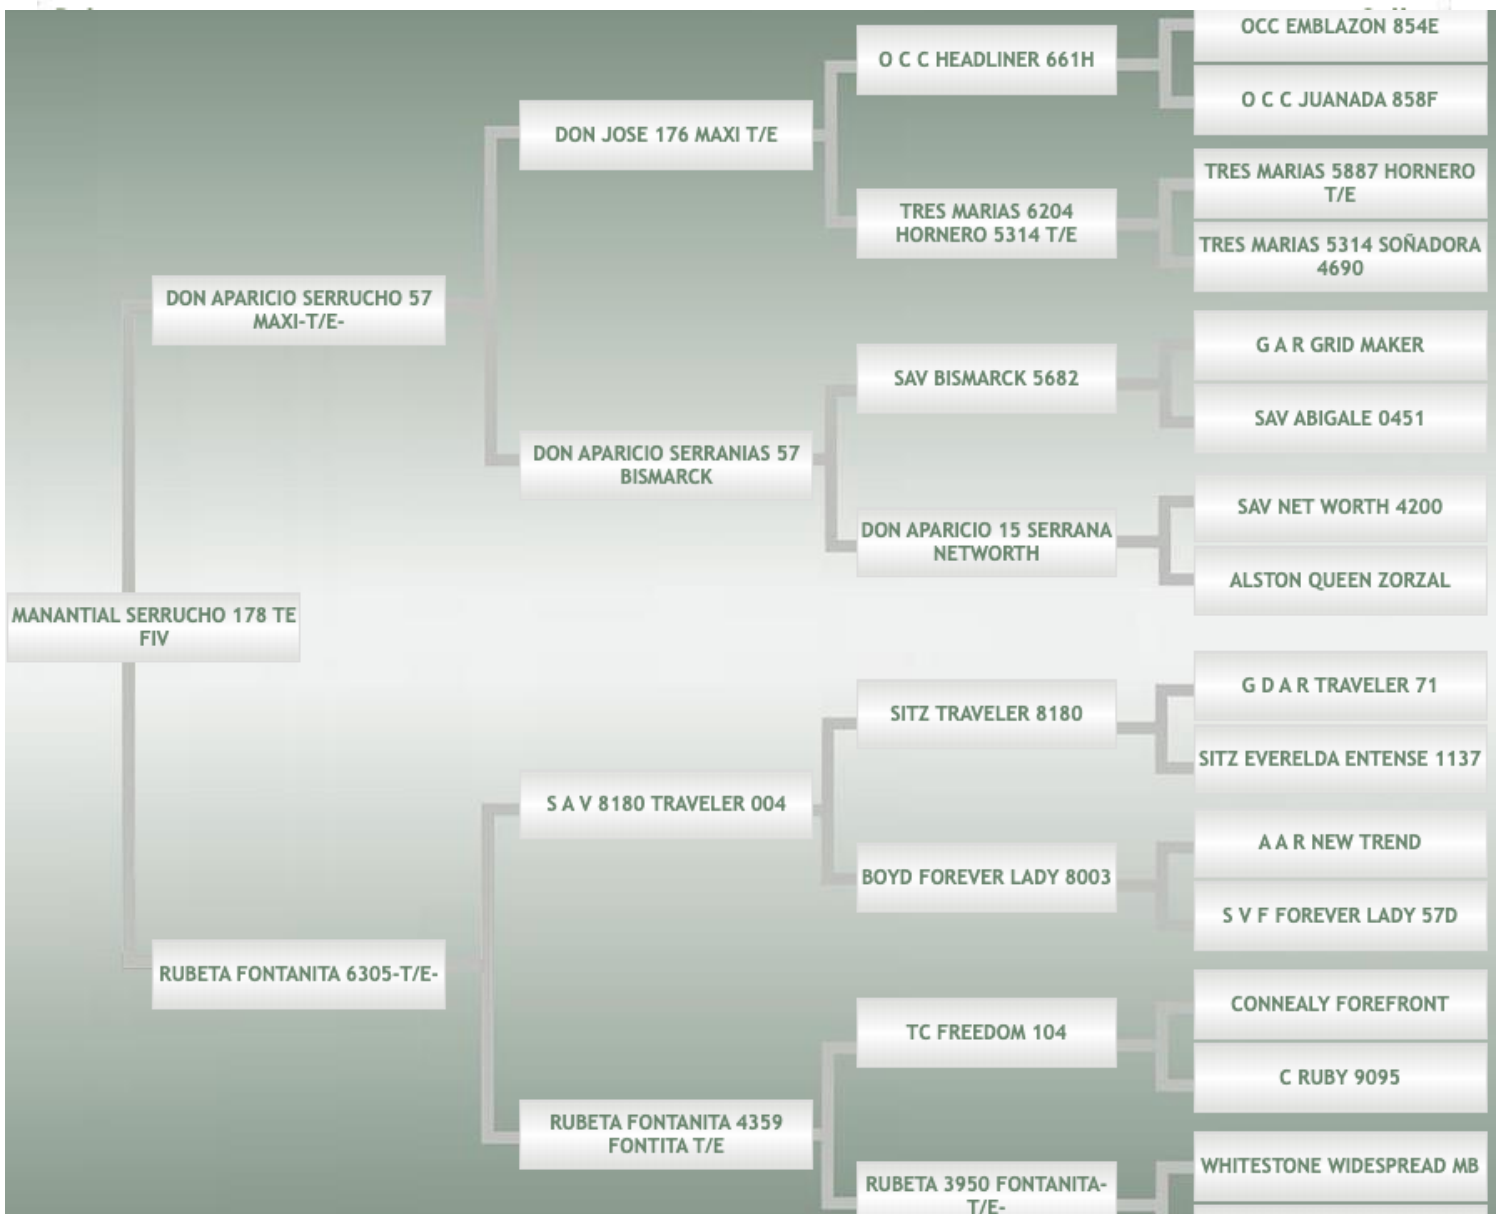 OCC EMBLAZON 854E
O C C HEADLINER 661H
O C C JUANADA 858F
DON JOSE 176 MAXI T/E
TRES MARIAS 5887 HORNERO
T/E
TRES MARIAS 6204
HORNERO 5314 T/E
TRES MARIAS 5314 SOÑADORA
4690
DON APARICIO SERRUCHO 57
MAXI-T/E-
G A R GRID MAKER
SAV BISMARCK 5682
SAV ABIGALE 0451
DON APARICIO SERRANIAS 57
BISMARCK
SAV NET WORTH 4200
DON APARICIO 15 SERRANA
NETWORTH
ALSTON QUEEN ZORZAL
MANANTIAL SERRUCHO 178 TE
FIV
G D A R TRAVELER 71
SITZ TRAVELER 8180
SITZ EVERELDA ENTENSE 1137
S A V 8180 TRAVELER 004
A A R NEW TREND
BOYD FOREVER LADY 8003
S V F FOREVER LADY 57D
RUBETA FONTANITA 6305-T/E-
CONNEALY FOREFRONT
TC FREEDOM 104
C RUBY 9095
RUBETA FONTANITA 4359
FONTITA T/E
WHITESTONE WIDESPREAD MB
RUBETA 3950 FONTANITA-
T/E-